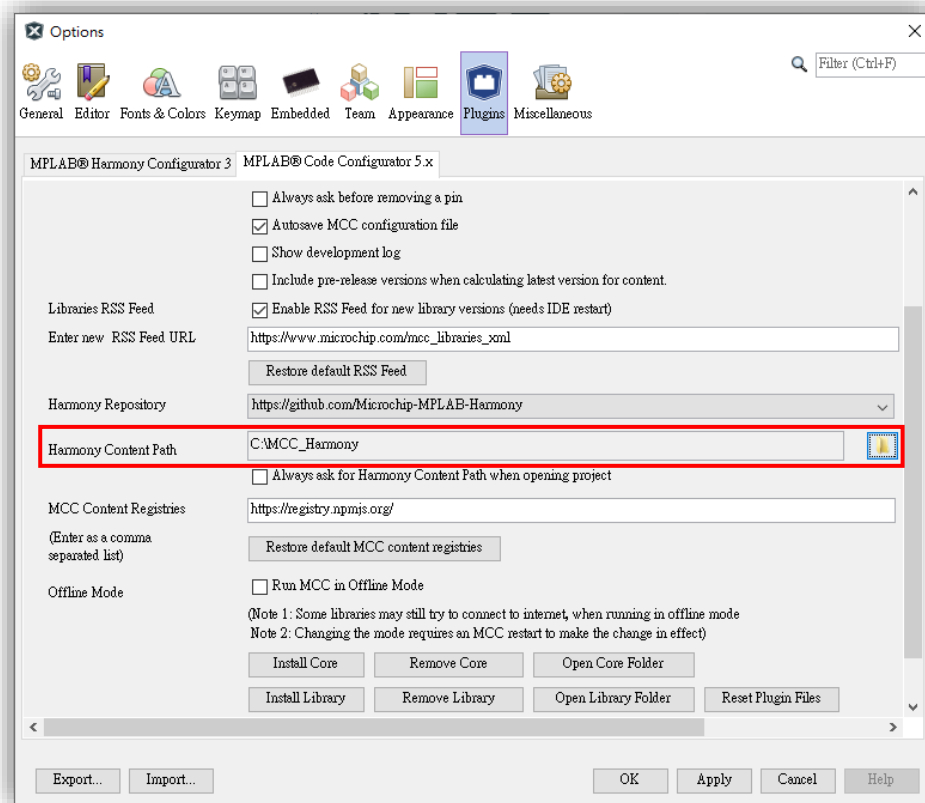 Options
Filter (Ctrl+F)
General Editor Fonts & Colors Keymap Embedded Team Appearance Plugins Miscellaneous
MPLAB® Harmony Configurator 3 MPLAB® Code Configurator 5.x
Always ask before removing a pin
Autosave MCC configuration file
Show development log
Include pre-release versions when calculating latest version for content.
Libraries RSS Feed Enable RSS Feed for new library versions (needs IDE restart)
Enter new RSS Feed URL https://www.microchip.com/mcc_libraries_xml
Restore default RSS Feed
Harmony Repository https://github.com/Microchip-MPLAB-Harmony
Harmony Content Path C:\MCC_Harmony
Always ask for Harmony Content Path when opening project
MCC Content Registries https://registry.npmjs.org/
(Enter as a comma
separated list)
Restore default MCC content registries
Offline Mode Run MCC in Offline Mode
(Note 1: Some libraries may still try to connect to internet, when running in offline mode
Note 2: Changing the mode requires an MCC restart to make the change in effect)
Install Core Remove Core Open Core Folder
Install Library Remove Library Open Library Folder Reset Plugin Files
Export... Import... OK Apply Cancel Help